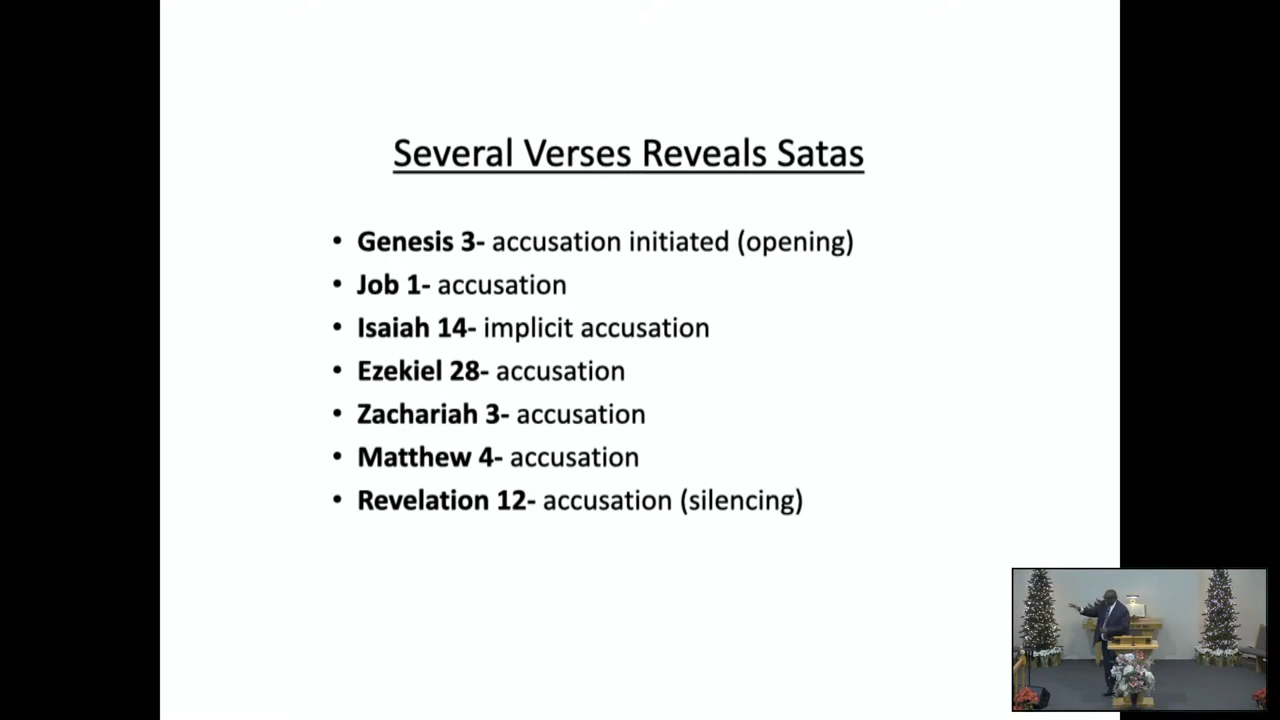 Several Verses Reveals Satas
• Genesis 3- accusation initiated (opening)
• Job 1- accusation
• Isaiah 14- implicit accusation
• Ezekiel 28- accusation
• Zachariah 3- accusation
• Matthew 4- accusation
• Revelation 12- accusation (silencing)